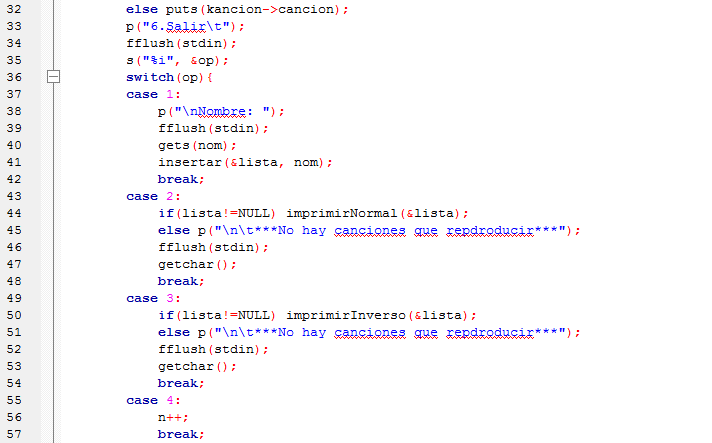 32 else puts(kancion->cancion);
33 p("6.Salir\t");
34 fflush(stdin);
35 s("%i", &op);
36 switch(op){
37 case 1:
38 p("\nNombre: ");
39 fflush(stdin);
40 gets(nom);
41 insertar(&lista, nom);
42 break;
43 case 2:
44 if(lista!=NULL) imprimirNormal(&lista);
45 else p("\n\t***No hay canciones que repdroducir***");
46 fflush(stdin);
47 getchar();
48 break;
49 case 3:
50 if(lista!=NULL) imprimirInverso(&lista);
51 else p("\n\t***No hay canciones que repdroducir***");
52 fflush(stdin);
53 getchar();
54 break;
55 case 4:
56 n++;
57 break;